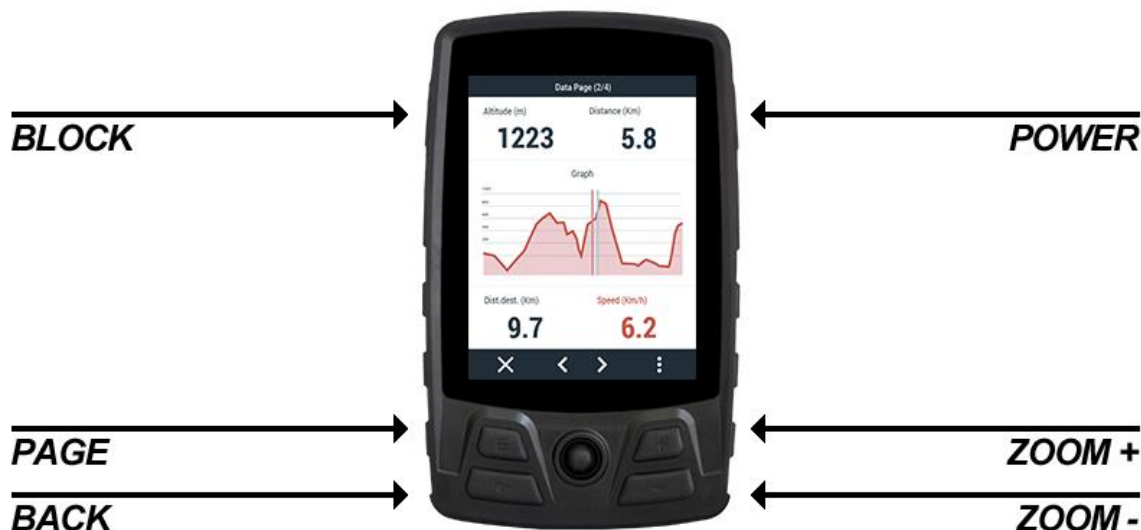 Data Page (2/4)
Altitude (m) Distance (Km)
1223 5.8
BLOCK POWER
Graph
Dist.dest. (Km) Speed (Km/h)
9.7 6.2
PAGE ZOOM +
BACK ZOOM -